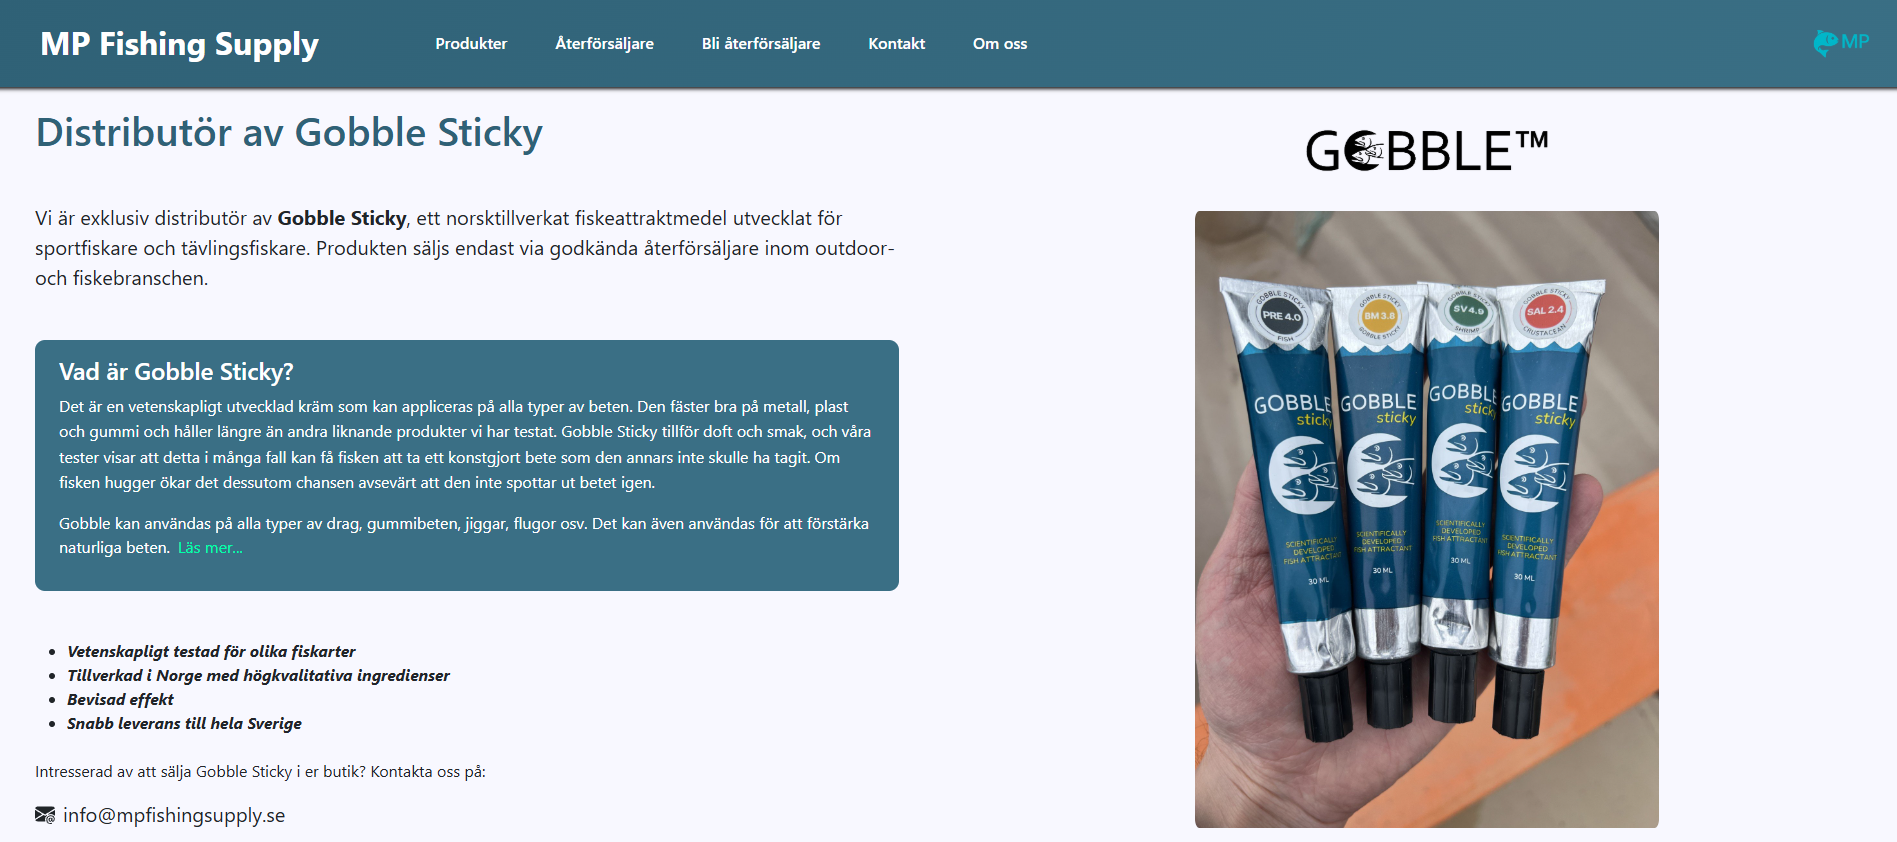 MP Fishing Supply
Produkter
Återförsäljare
Bli återförsäljare
Kontakt
Om oss
MP
Distributör av Gobble Sticky
Vi är exklusiv distributör av Gobble Sticky, ett norsktillverkat fiskeattraktmedel utvecklat för
sportfiskare och tävlingsfiskare. Produkten säljs endast via godkända återförsäljare inom outdoor-
och fiskebranschen.
Vad är Gobble Sticky?
Det är en vetenskapligt utvecklad kräm som kan appliceras på alla typer av beten. Den fäster bra på metall, plast
och gummi och håller längre än andra liknande produkter vi har testat. Gobble Sticky tillför doft och smak, och våra
tester visar att detta i många fall kan få fisken att ta ett konstgjort bete som den annars inte skulle ha tagit. Om
fisken hugger ökar det dessutom chansen avsevärt att den inte spottar ut betet igen.
Gobble kan användas på alla typer av drag, gummibeten, jiggar, flugor osv. Det kan även användas för att förstärka
naturliga beten. Läs mer...
Vetenskapligt testad för olika fiskarter
Tillverkad i Norge med högkvalitativa ingredienser
Bevisad effekt
Snabb leverans till hela Sverige
Intresserad av att sälja Gobble Sticky i er butik? Kontakta oss på:
info@mpfishingsupply.se
GOBBLE™
GOBBLE STICKY
PRE 4.0
FISH
GOBBLE
sticky
SCIENTIFICALLY
DEVELOPED
FISH ATTRACTANT
30 ML
GOBBLE STICKY
BM 3.8
GOBBLE STICKY
GOBBLE
sticky
SCIENTIFICALLY
DEVELOPED
FISH ATTRACTANT
30 ML
GOBBLE STICKY
SV 4.9
SHRIMP
GOBBLE
sticky
SCIENTIFICALLY
DEVELOPED
FISH ATTRACTANT
30 ML
GOBBLE STICKY
SAL 2.4
CRUSTACEAN
GOBBLE
sticky
SCIENTIFICALLY
DEVELOPED
FISH ATTRACTANT
30 ML